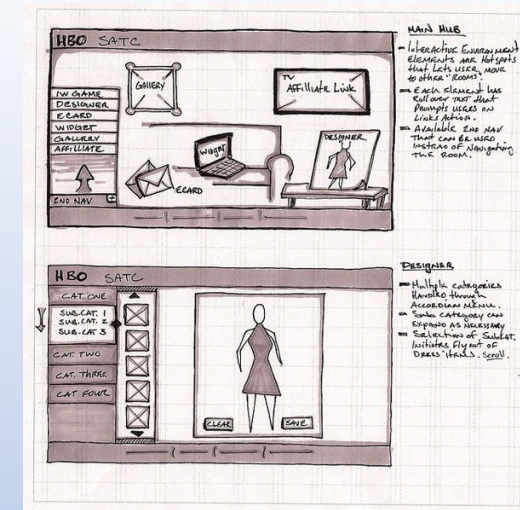 HBO SATC
GALLERY
TV
AFFILLIATE LINK
IW GAME
DESIGNER
ECARD
WIDGET
GALLERY
AFFILLIATE
2ND NAV
WIDGET
DESIGNER
ECARD
MAIN HUB
- INTERACTIVE ENVIRONMENT
ELEMENTS ARE HOTSPOTS
THAT LETS USER MOVE
TO OTHER "ROOMS".
- EACH ELEMENT HAS
ROLLOVER TEXT THAT
PROMPTS USERS ON
LINKS ACTION.
- AVAILABLE 2ND NAV
THAT CAN BE USED
INSTEAD OF NAVIGATING
THE ROOM.
HBO SATC
CAT. ONE
SUB.CAT. 1
SUB.CAT. 2
SUB.CAT 3
CAT. TWO
CAT. THREE
CAT FOUR
CLEAR
SAVE
DESIGNER
- MULTIPLE CATEGORIES
HANDLED THROUGH
ACCORDIAN MENU.
- SUB CATEGORY CAN
EXPAND AS NECESSARY
- SELECTION OF SUBCAT.
INITIATES FLYOUT OF
DRESS ITEMS. SCROLL.